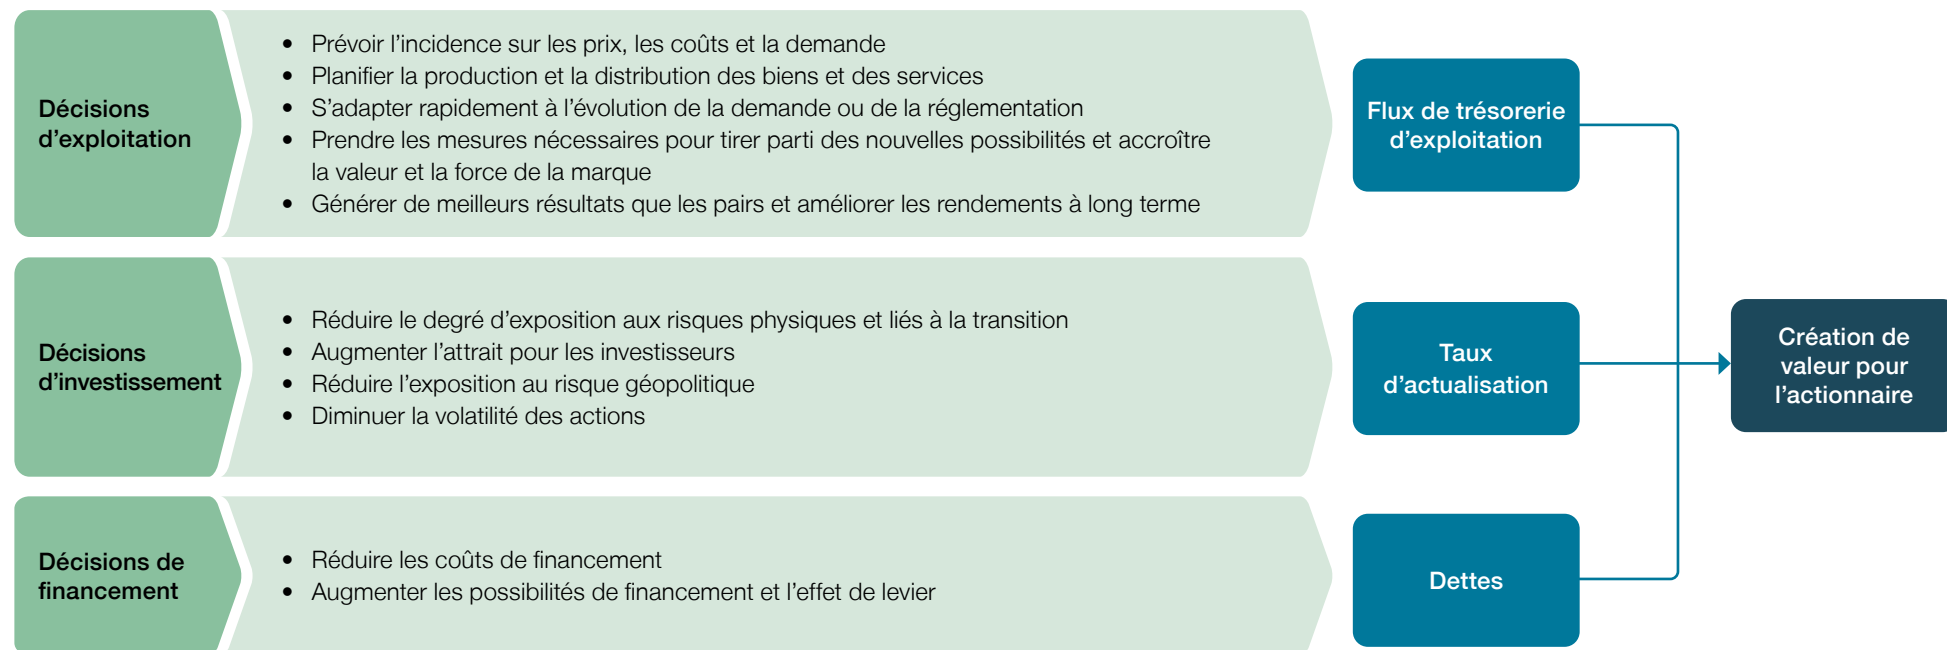 Décisions
d’exploitation
• Prévoir l’incidence sur les prix, les coûts et la demande
• Planifier la production et la distribution des biens et des services
• S’adapter rapidement à l’évolution de la demande ou de la réglementation
• Prendre les mesures nécessaires pour tirer parti des nouvelles possibilités et accroître
la valeur et la force de la marque
• Générer de meilleurs résultats que les pairs et améliorer les rendements à long terme
Flux de trésorerie
d’exploitation
Décisions
d’investissement
• Réduire le degré d’exposition aux risques physiques et liés à la transition
• Augmenter l’attrait pour les investisseurs
• Réduire l’exposition au risque géopolitique
• Diminuer la volatilité des actions
Taux
d’actualisation
Création de
valeur pour
l’actionnaire
Décisions de
financement
• Réduire les coûts de financement
• Augmenter les possibilités de financement et l’effet de levier
Dettes